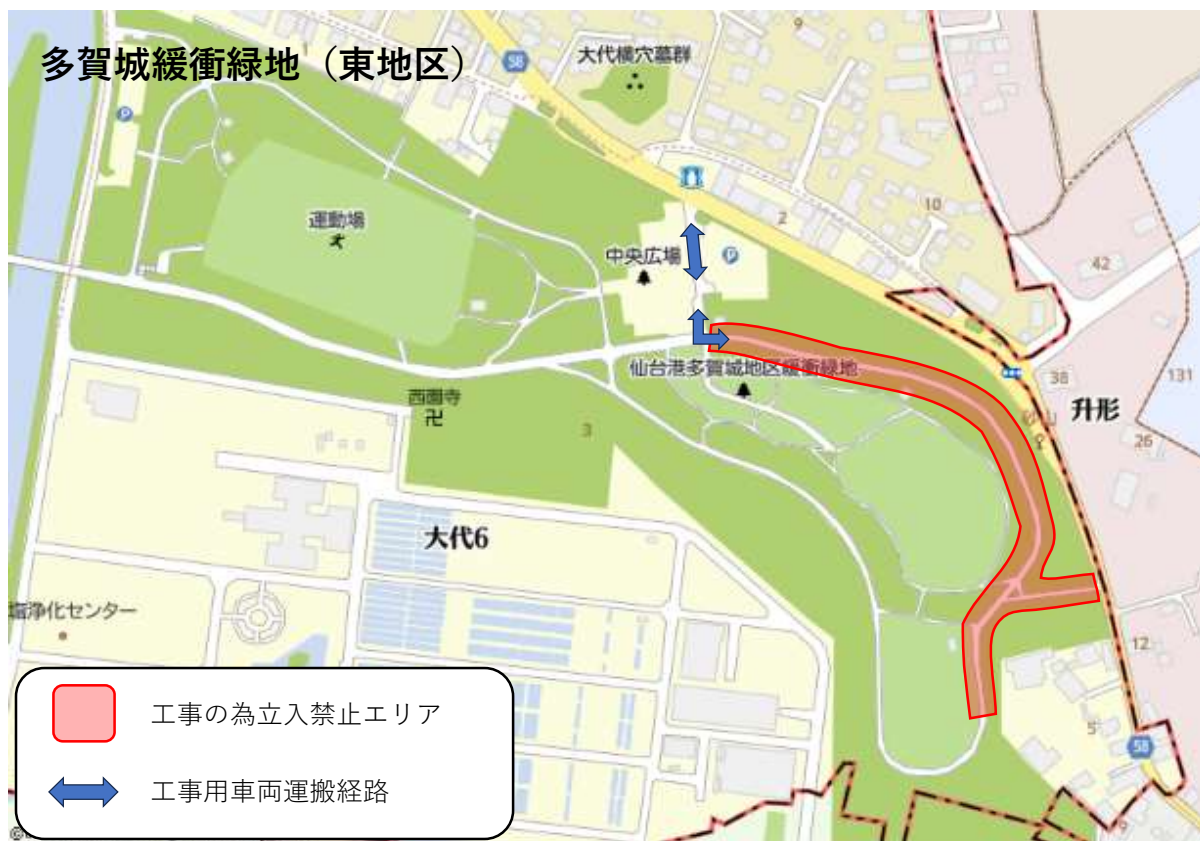 多賀城緩衝緑地（東地区）
58
大代横穴墓群
9
P
運動場
中央広場
P
2
10
42
仙台港多賀城地区緩衝緑地
38
131
升形
砂山
26
西園寺
卍
3
大代6
塩浄化センター
12
5
58
9
工事の為立入禁止エリア
工事用車両運搬経路